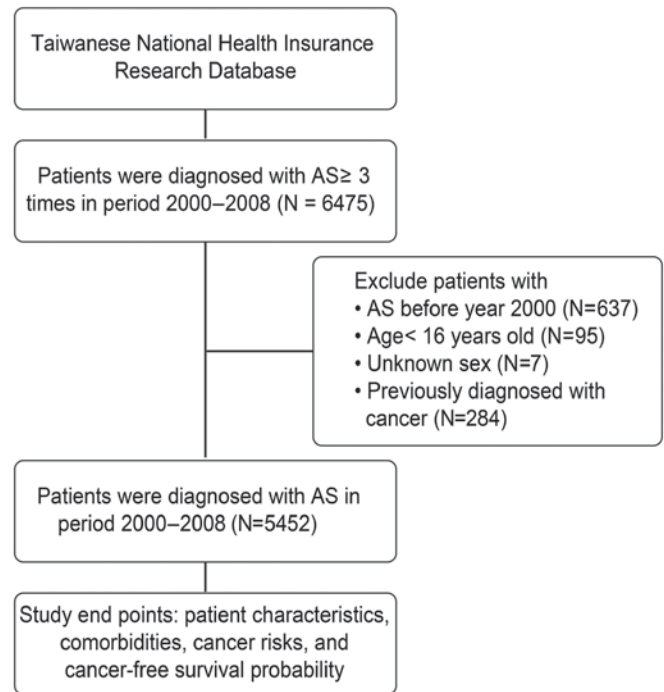 Taiwanese National Health Insurance
Research Database
Patients were diagnosed with AS≥ 3
times in period 2000–2008 (N = 6475)
Exclude patients with
• AS before year 2000 (N=637)
• Age< 16 years old (N=95)
• Unknown sex (N=7)
• Previously diagnosed with
cancer (N=284)
Patients were diagnosed with AS in
period 2000–2008 (N=5452)
Study end points: patient characteristics,
comorbidities, cancer risks, and
cancer-free survival probability